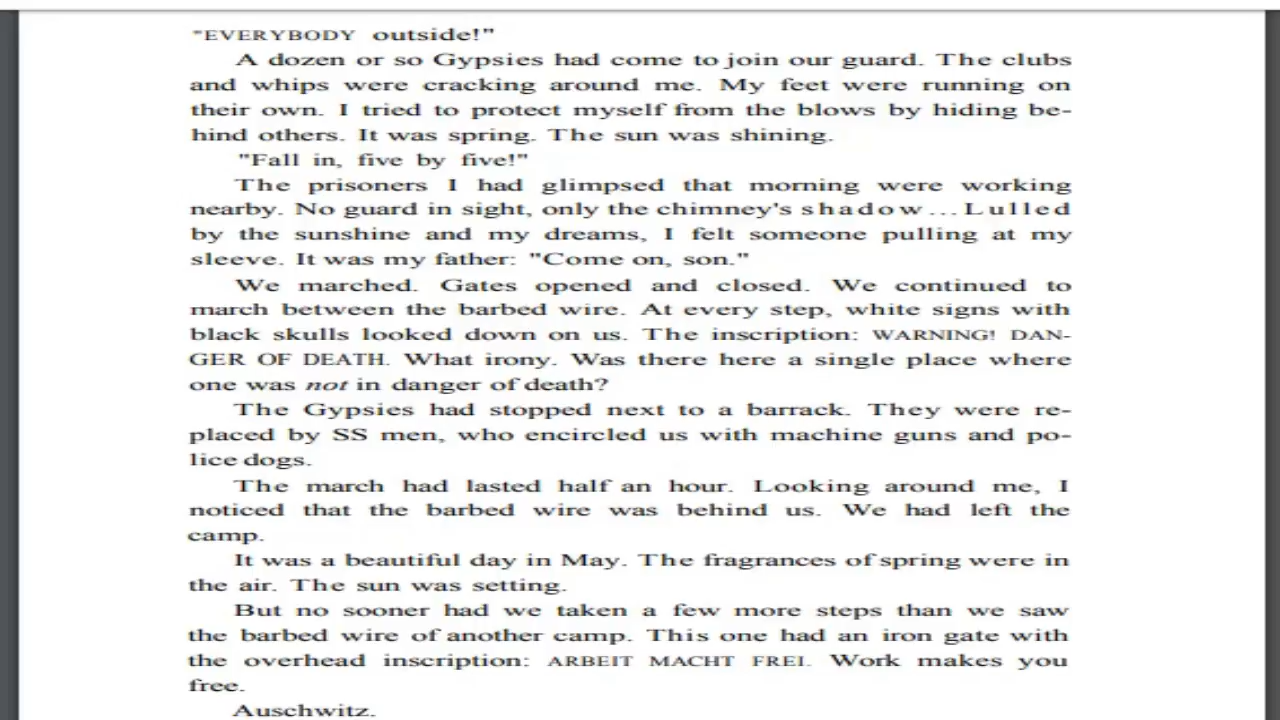 "EVERYBODY outside!"
A dozen or so Gypsies had come to join our guard. The clubs
and whips were cracking around me. My feet were running on
their own. I tried to protect myself from the blows by hiding be-
hind others. It was spring. The sun was shining.
"Fall in, five by five!"
The prisoners I had glimpsed that morning were working
nearby. No guard in sight, only the chimney's shadow... Lulled
by the sunshine and my dreams, I felt someone pulling at my
sleeve. It was my father: "Come on, son."
We marched. Gates opened and closed. We continued to
march between the barbed wire. At every step, white signs with
black skulls looked down on us. The inscription: WARNING! DAN-
GER OF DEATH. What irony. Was there here a single place where
one was not in danger of death?
The Gypsies had stopped next to a barrack. They were re-
placed by SS men, who encircled us with machine guns and po-
lice dogs.
The march had lasted half an hour. Looking around me, I
noticed that the barbed wire was behind us. We had left the
camp.
It was a beautiful day in May. The fragrances of spring were in
the air. The sun was setting.
But no sooner had we taken a few more steps than we saw
the barbed wire of another camp. This one had an iron gate with
the overhead inscription: ARBEIT MACHT FREI. Work makes you
free.
Auschwitz.